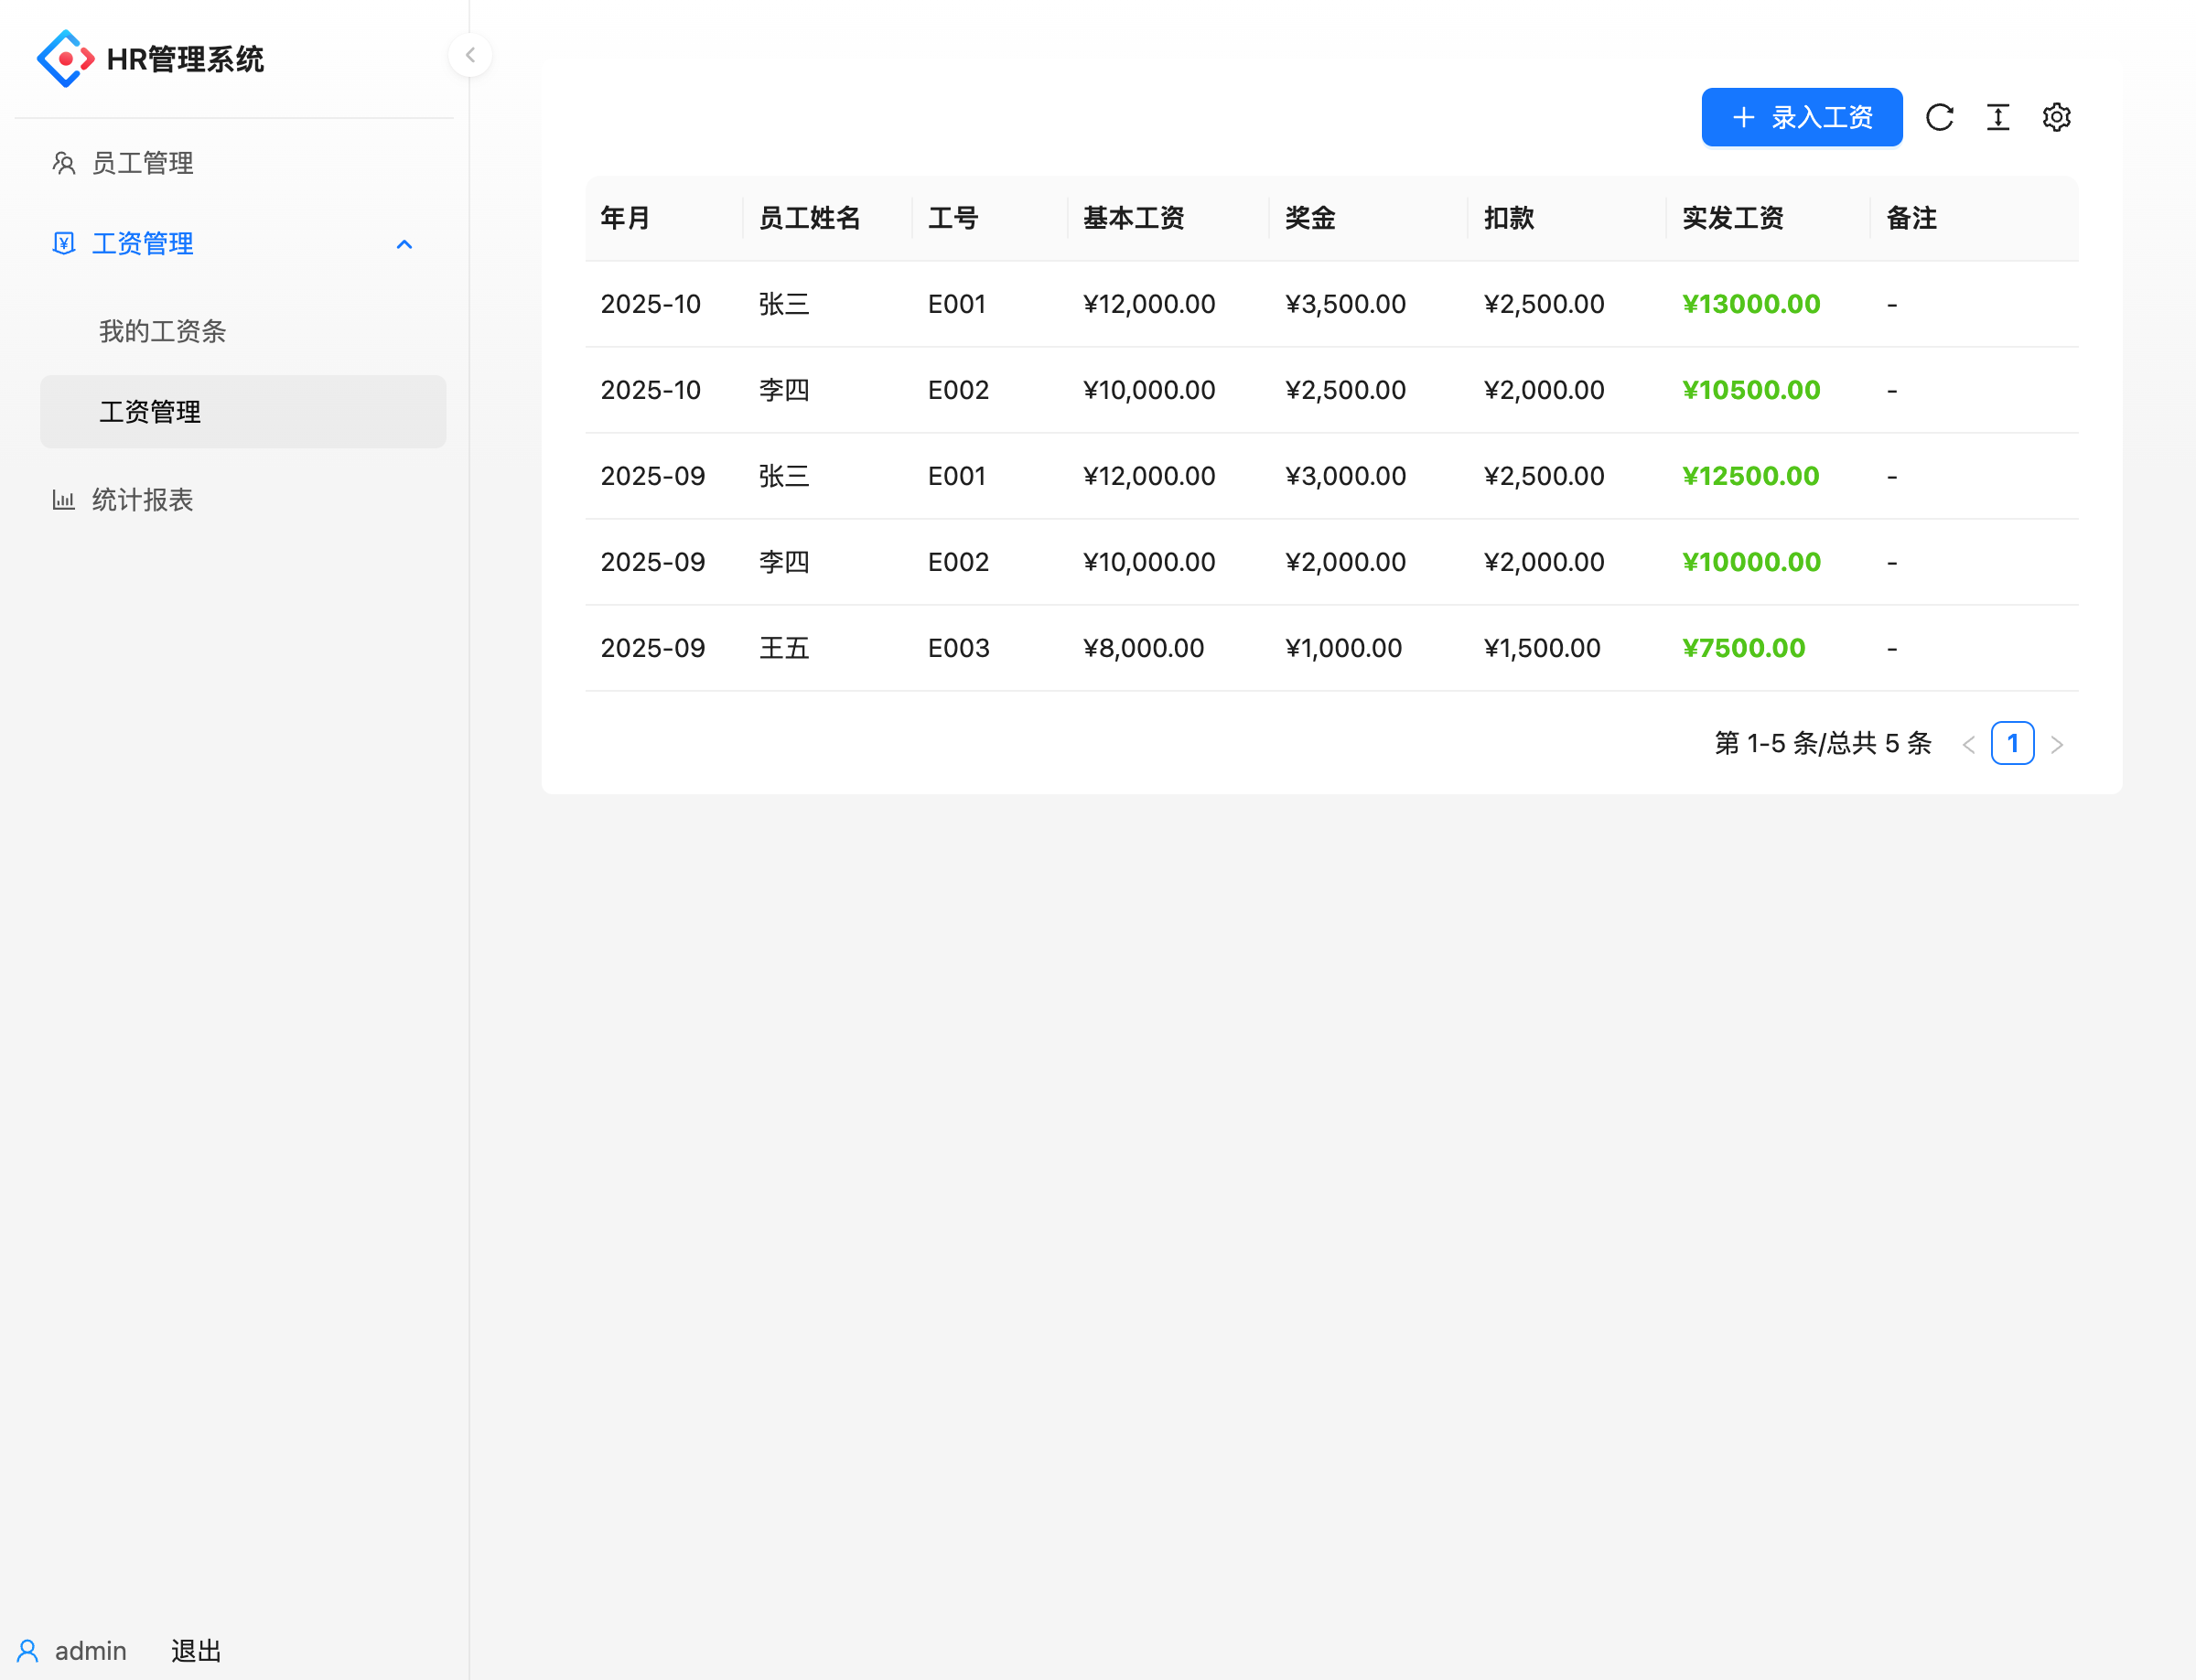 HR管理系统
员工管理
工资管理
我的工资条
工资管理
统计报表
admin 退出
录入工资
年月 员工姓名 工号 基本工资 奖金 扣款 实发工资 备注
2025-10 张三 E001 ¥12,000.00 ¥3,500.00 ¥2,500.00 ¥13000.00 -
2025-10 李四 E002 ¥10,000.00 ¥2,500.00 ¥2,000.00 ¥10500.00 -
2025-09 张三 E001 ¥12,000.00 ¥3,000.00 ¥2,500.00 ¥12500.00 -
2025-09 李四 E002 ¥10,000.00 ¥2,000.00 ¥2,000.00 ¥10000.00 -
2025-09 王五 E003 ¥8,000.00 ¥1,000.00 ¥1,500.00 ¥7500.00 -
第 1-5 条/总共 5 条 1